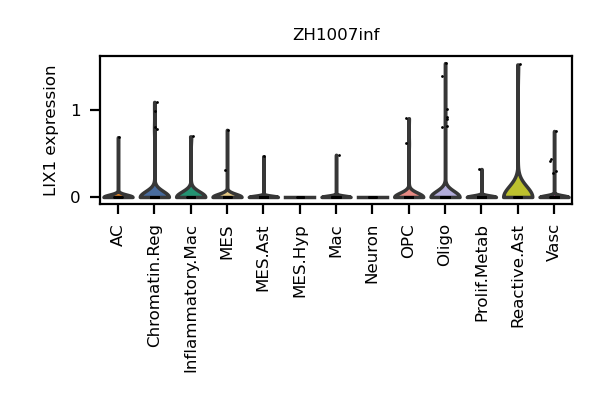 ZH1007inf
LIX1 expression
1
0
AC
Chromatin.Reg
Inflammatory.Mac
MES
MES.Ast
MES.Hyp
Mac
Neuron
OPC
Oligo
Prolif.Metab
Reactive.Ast
Vasc